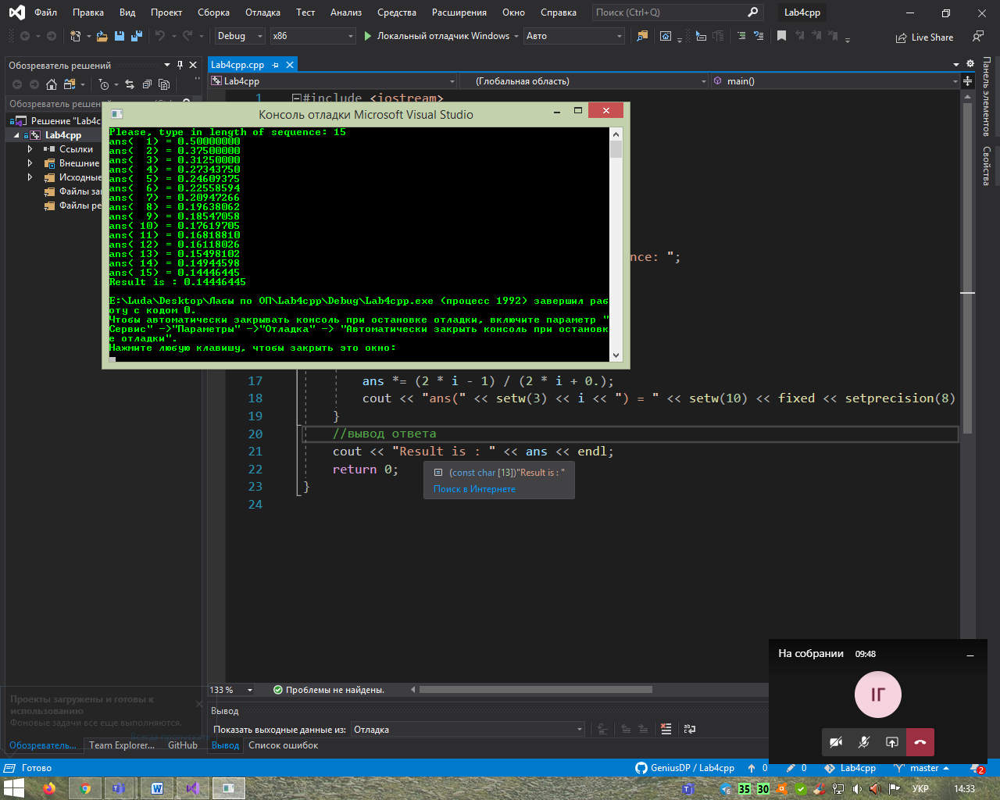 Файл Правка Вид Проект Сборка Отладка Тест Анализ Средства Расширения Окно Справка Поиск (Ctrl+Q) Lab4cpp
Debug x86 Локальный отладчик Windows Авто Live Share
Обозреватель решений
Lab4cpp.cpp
Lab4cpp (Глобальная область) main()
Обозреватель решений
Решение "Lab4c
Lab4cpp
Ссылки
Внешние
Исходные
Файлы заг
Файлы ре
Панель элементов
Свойства
1 #include <iostream>
Консоль отладки Microsoft Visual Studio
Please, type in length of sequence: 15
ans(  1) = 0.50000000
ans(  2) = 0.37500000
ans(  3) = 0.31250000
ans(  4) = 0.27343750
ans(  5) = 0.24609375
ans(  6) = 0.22558594
ans(  7) = 0.20947266
ans(  8) = 0.19638062
ans(  9) = 0.18547058
ans( 10) = 0.17619705
ans( 11) = 0.16818810
ans( 12) = 0.16118026
ans( 13) = 0.15498102
ans( 14) = 0.14944598
ans( 15) = 0.14446445
Result is : 0.14446445
E:\Luda\Desktop\Лабы по ОП\Lab4cpp\Debug\Lab4cpp.exe (процесс 1992) завершил раб
оту с кодом 0.
Чтобы автоматически закрывать консоль при остановке отладки, включите параметр "
Сервис" ->"Параметры" ->"Отладка" -> "Автоматически закрыть консоль при остановк
е отладки".
Нажмите любую клавишу, чтобы закрыть это окно:
nce: ";
17 ans *= (2 * i - 1) / (2 * i + 0.);
18 cout << "ans(" << setw(3) << i << ") = " << setw(10) << fixed << setprecision(8)
19 }
20 //вывод ответа
21 cout << "Result is : " << ans << endl;
22 return 0;
23 }
24
(const char [13])"Result is : "
Поиск в Интернете
На собрании 09:48
ІГ
133 % Проблемы не найдены.
Вывод
Показать выходные данные из: Отладка
Проекты загружены и готовы к
использованию
Фоновые задачи все еще выполняются.
Обозреватель... Team Explorer... GitHub Вывод Список ошибок
Готово GeniusDP / Lab4cpp 0 0 Lab4cpp master 2
35 30 УКР 14:33